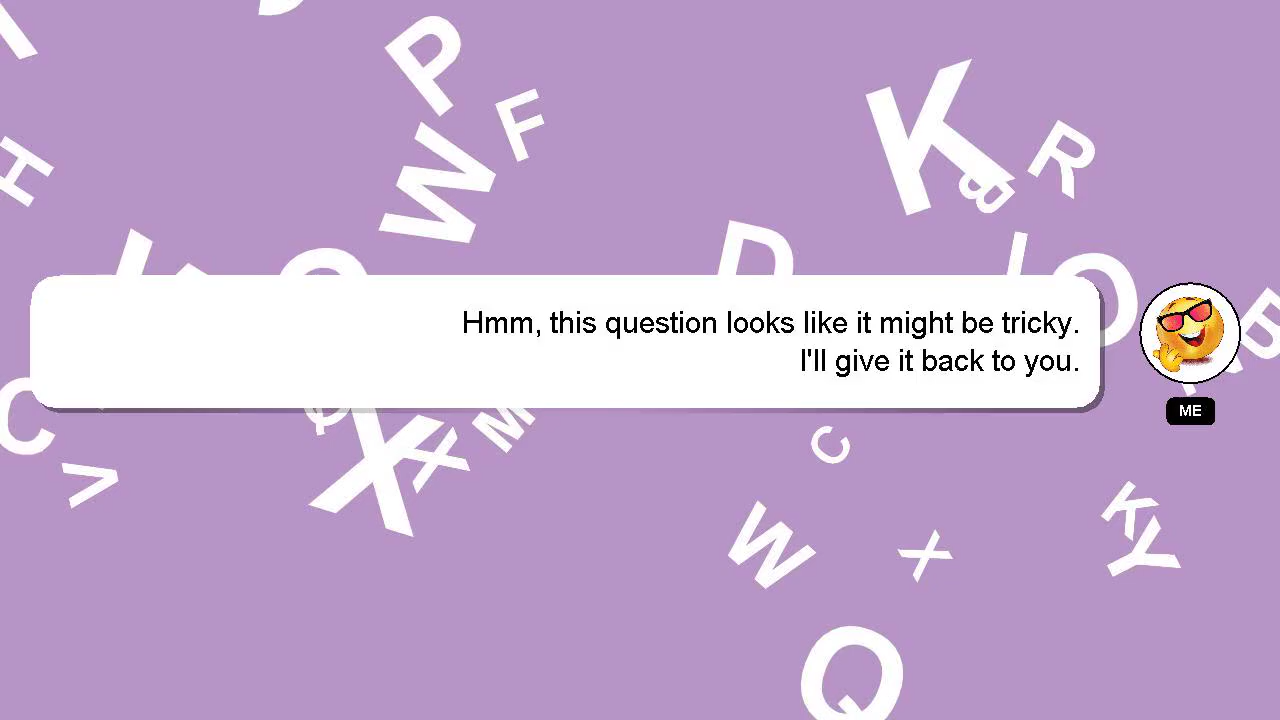 Hmm, this question looks like it might be tricky.
I'll give it back to you.
ME
P
F
W
K
R
B
H
D
C
V
X
X
M
C
W
X
K
Y
Q